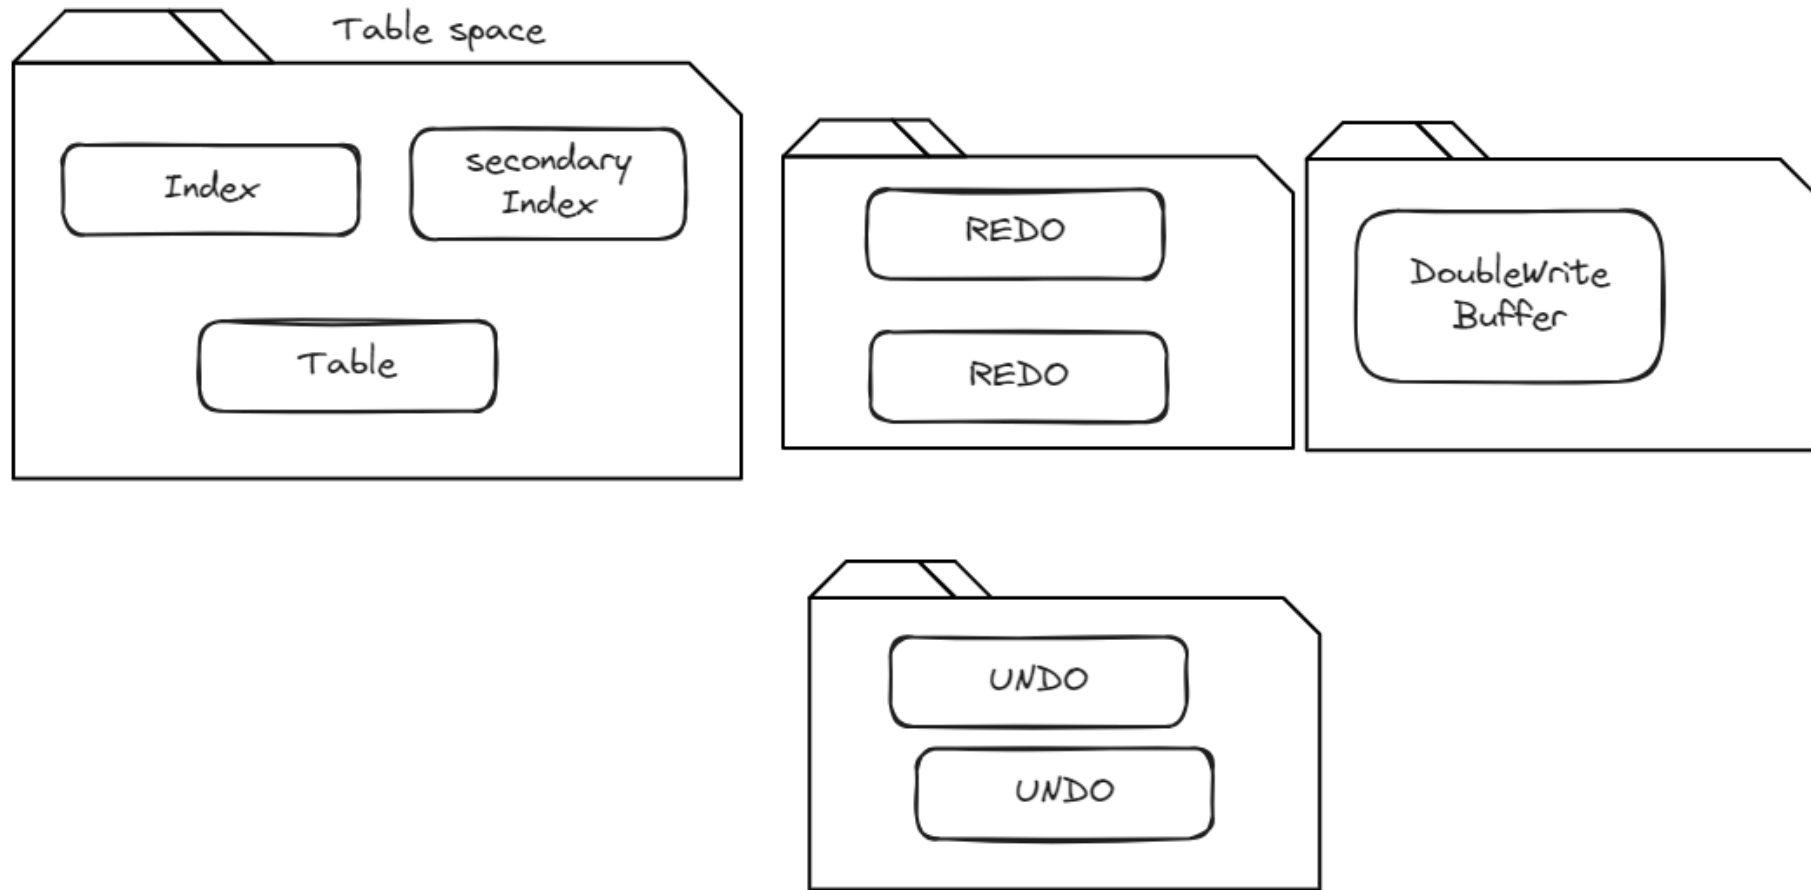 Table space
Index
secondary
Index
Table
REDO
REDO
DoubleWrite
Buffer
UNDO
UNDO